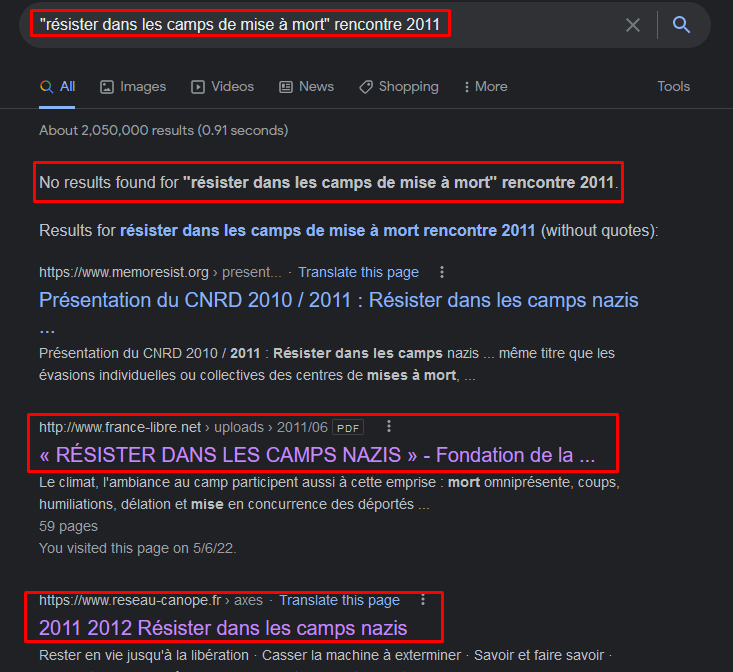 "résister dans les camps de mise à mort" rencontre 2011
All
Images
Videos
News
Shopping
More
Tools
About 2,050,000 results (0.91 seconds)
No results found for "résister dans les camps de mise à mort" rencontre 2011.
Results for résister dans les camps de mise à mort rencontre 2011 (without quotes):
https://www.memoresist.org › present... · Translate this page
Présentation du CNRD 2010 / 2011 : Résister dans les camps nazis
...
Présentation du CNRD 2010 / 2011 : Résister dans les camps nazis ... même titre que les
évasions individuelles ou collectives des centres de mises à mort, ...
http://www.france-libre.net › uploads › 2011/06 PDF
« RÉSISTER DANS LES CAMPS NAZIS » - Fondation de la ...
Le climat, l'ambiance au camp participent aussi à cette emprise : mort omniprésente, coups,
humiliations, délation et mise en concurrence des déportés ...
59 pages
You visited this page on 5/6/22.
https://www.reseau-canope.fr › axes · Translate this page
2011 2012 Résister dans les camps nazis
Rester en vie jusqu'à la libération · Casser la machine à exterminer · Savoir et faire savoir ·